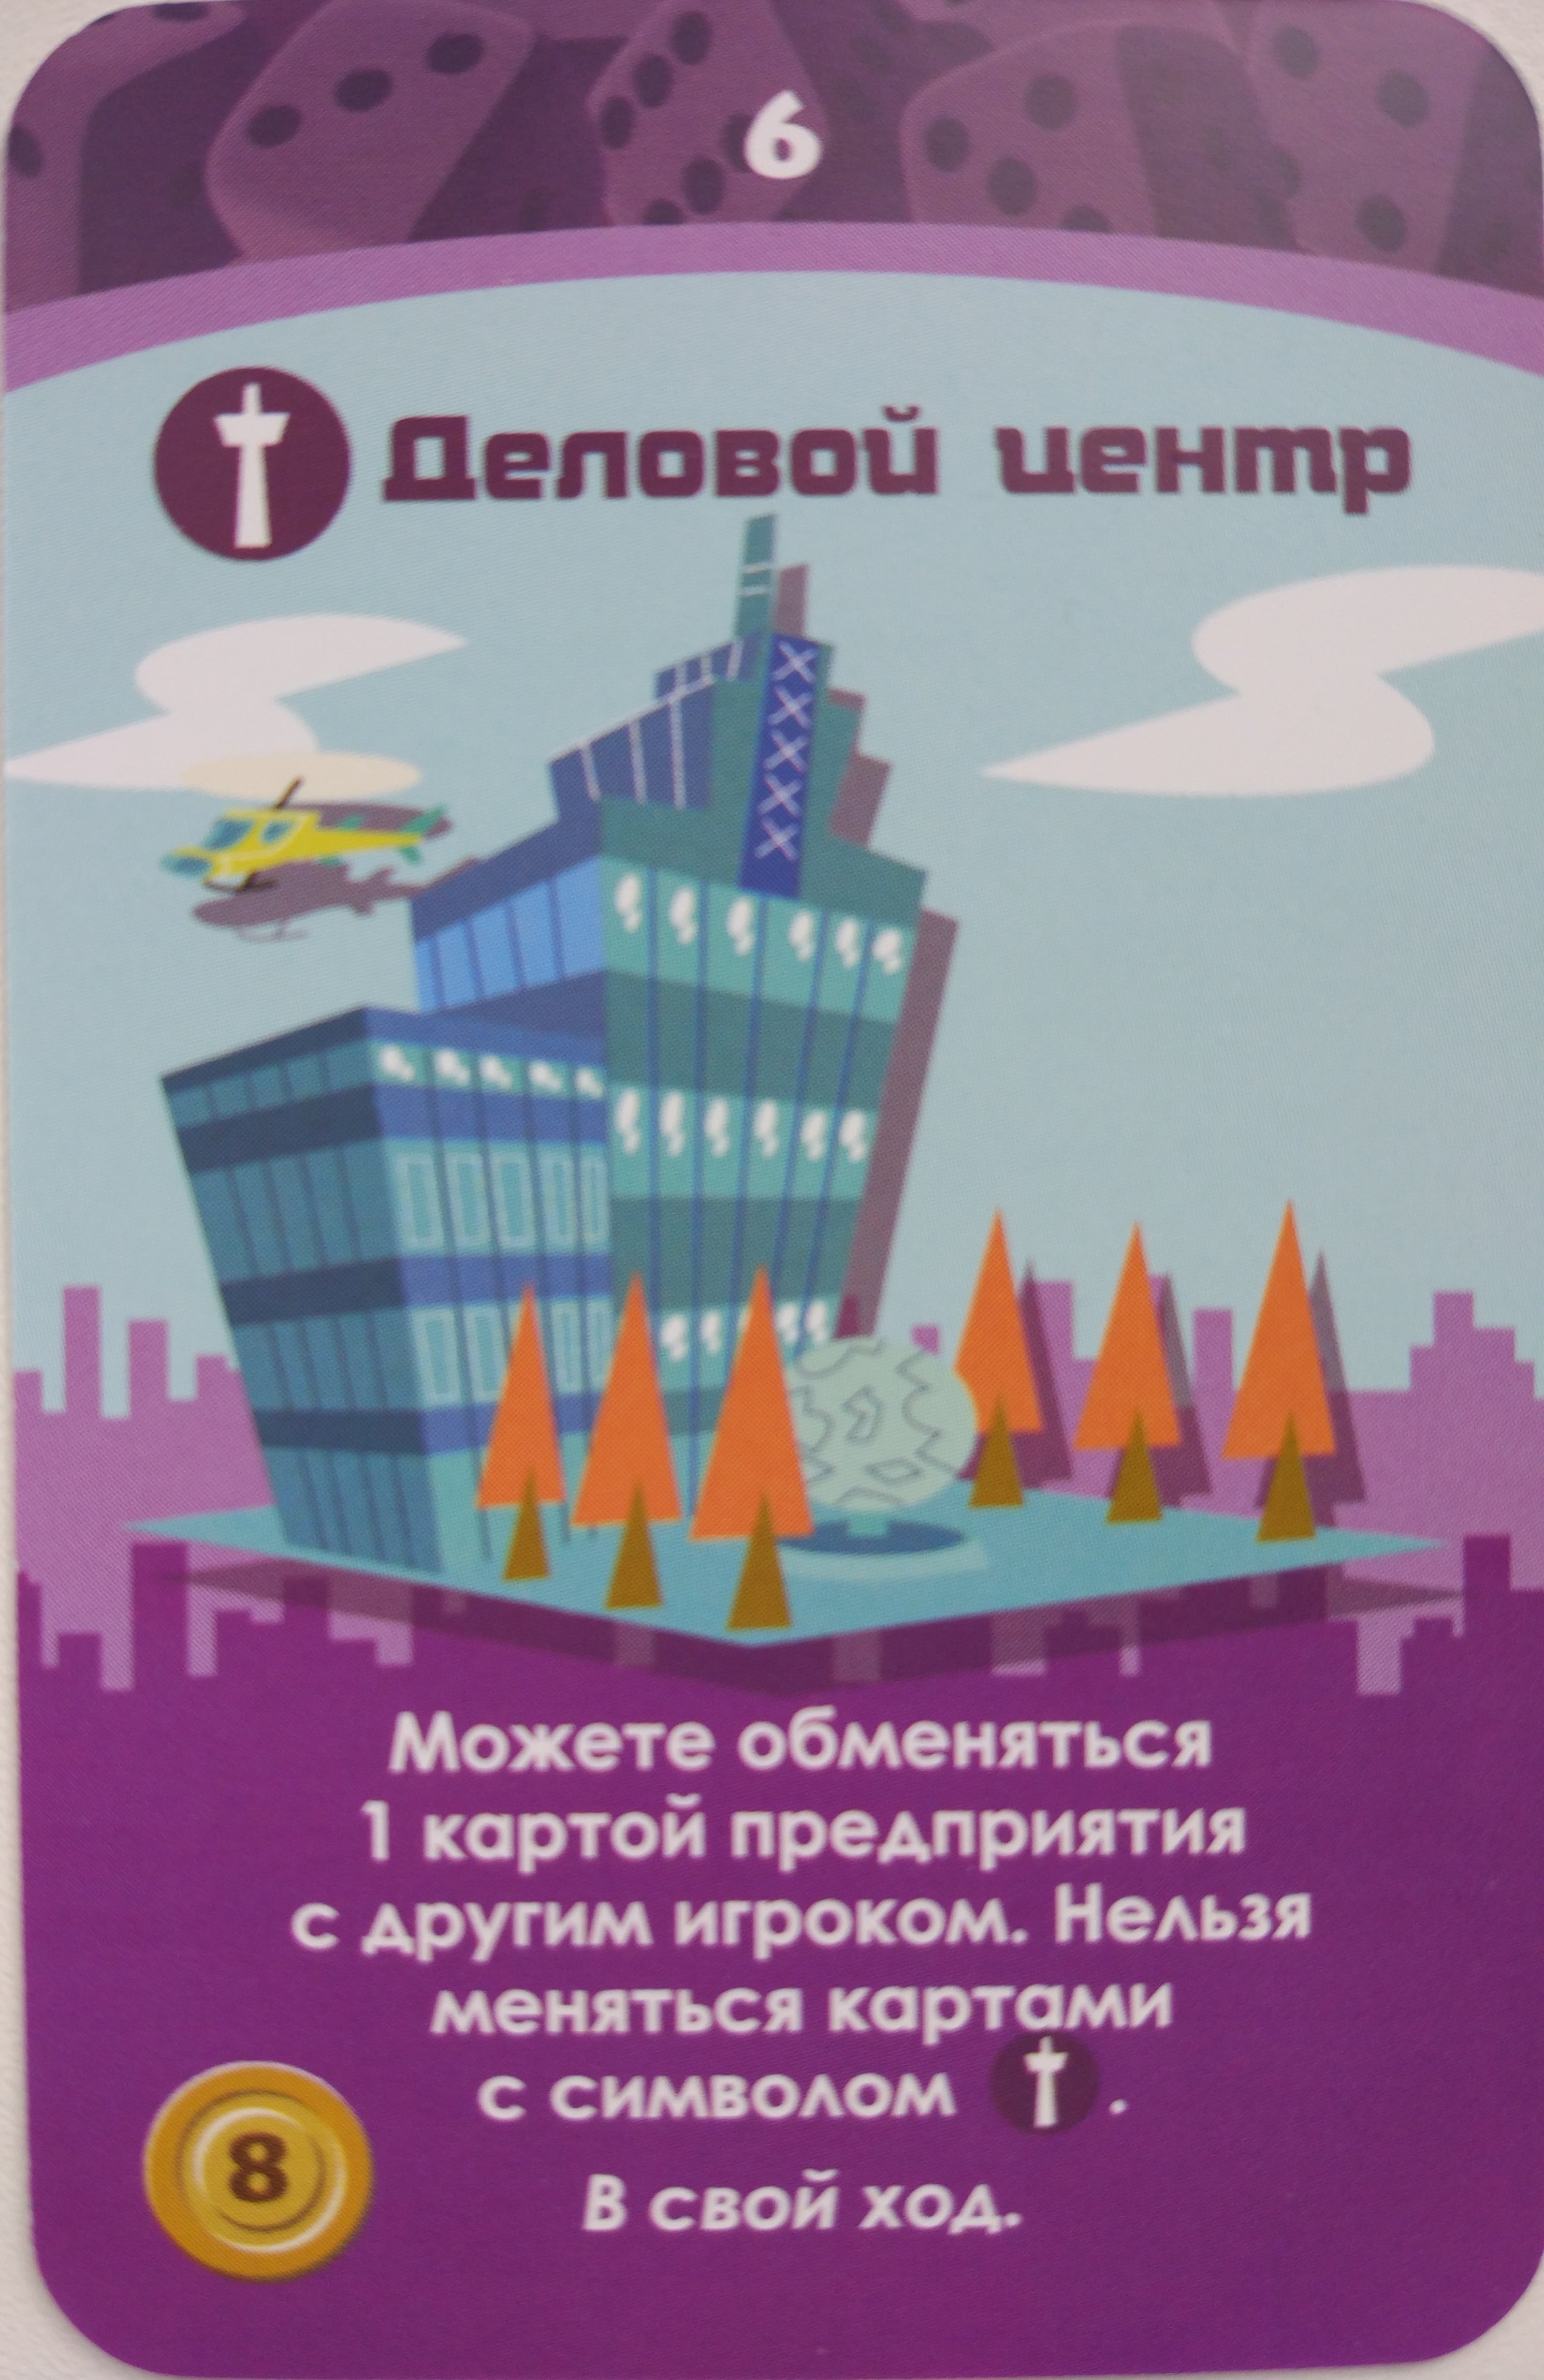 6
Деловой центр
Можете обменяться
1 картой предприятия
с другим игроком. Нельзя
меняться картами
с символом .
8
В свой ход.